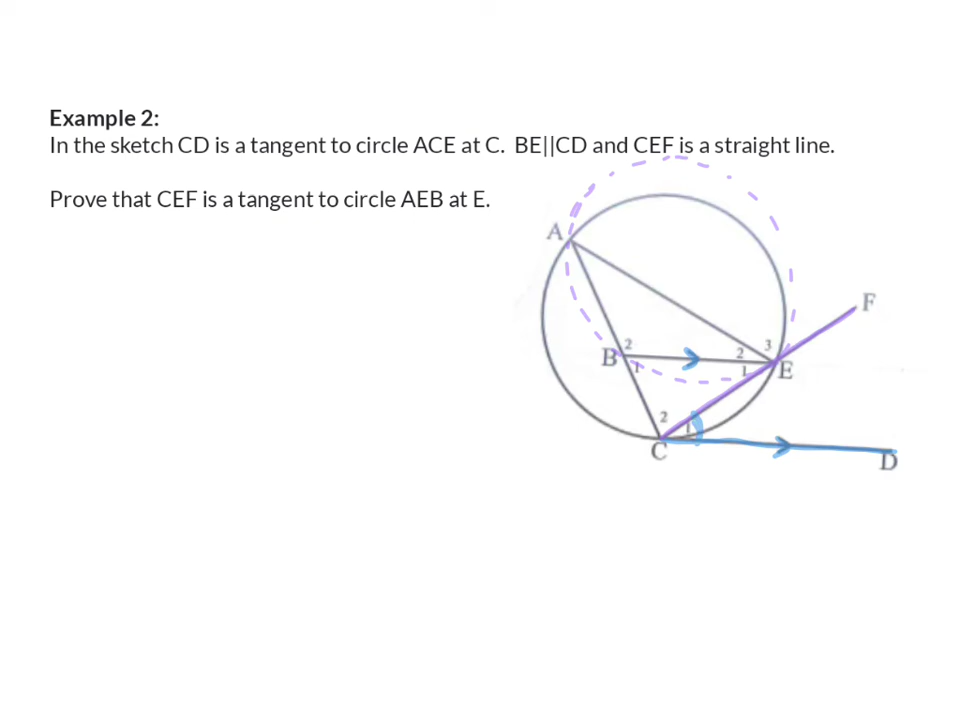 Example 2:
In the sketch CD is a tangent to circle ACE at C. BE||CD and CEF is a straight line.
Prove that CEF is a tangent to circle AEB at E.
A
F
2
3
B
2
1
1
E
2
1
C
D